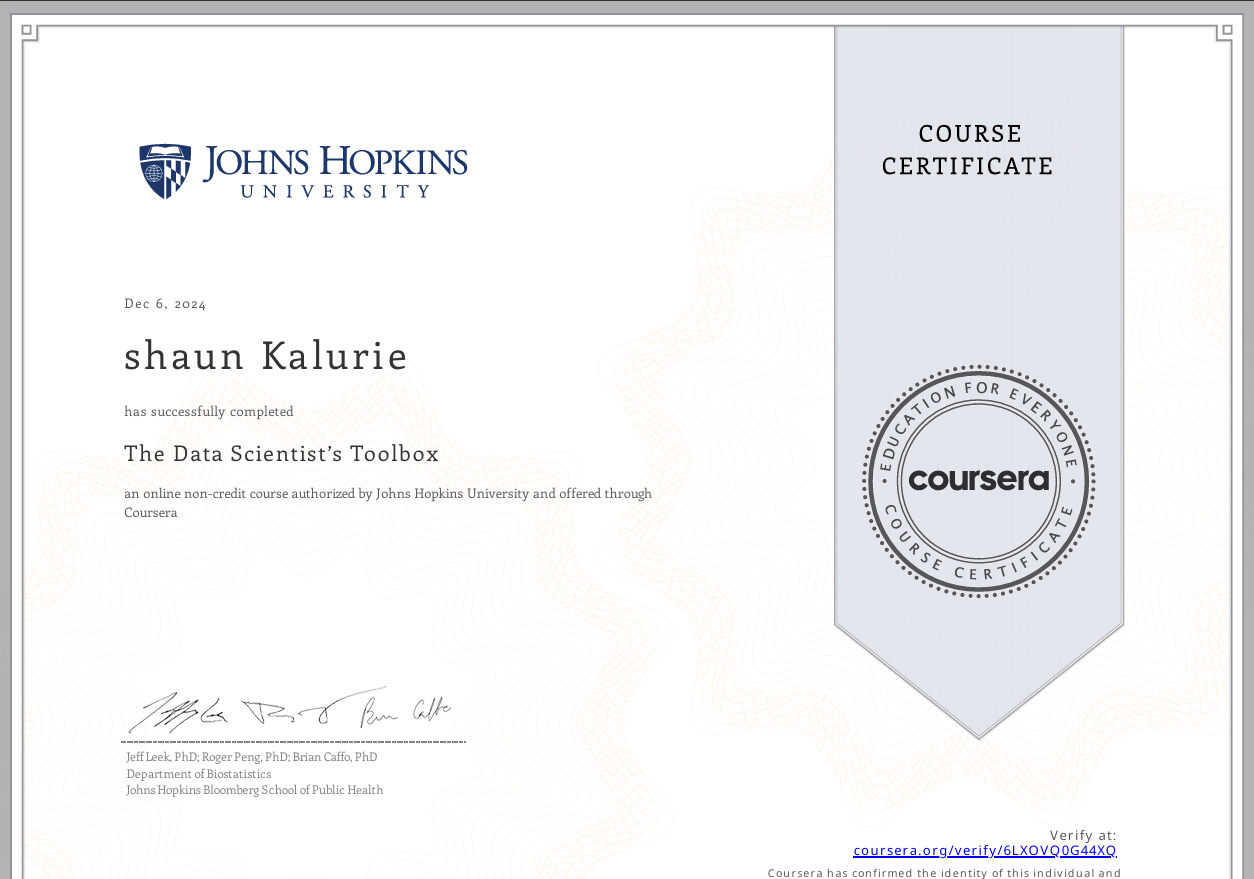 JOHNS HOPKINS
UNIVERSITY
COURSE
CERTIFICATE
Dec 6, 2024
shaun Kalurie
has successfully completed
The Data Scientist’s Toolbox
an online non-credit course authorized by Johns Hopkins University and offered through
Coursera
EDUCATION FOR EVERYONE
coursera
COURSE CERTIFICATE
Jeff Leek, PhD; Roger Peng, PhD; Brian Caffo, PhD
Department of Biostatistics
Johns Hopkins Bloomberg School of Public Health
Verify at:
coursera.org/verify/6LXOVQ0G44XQ
Coursera has confirmed the identity of this individual and